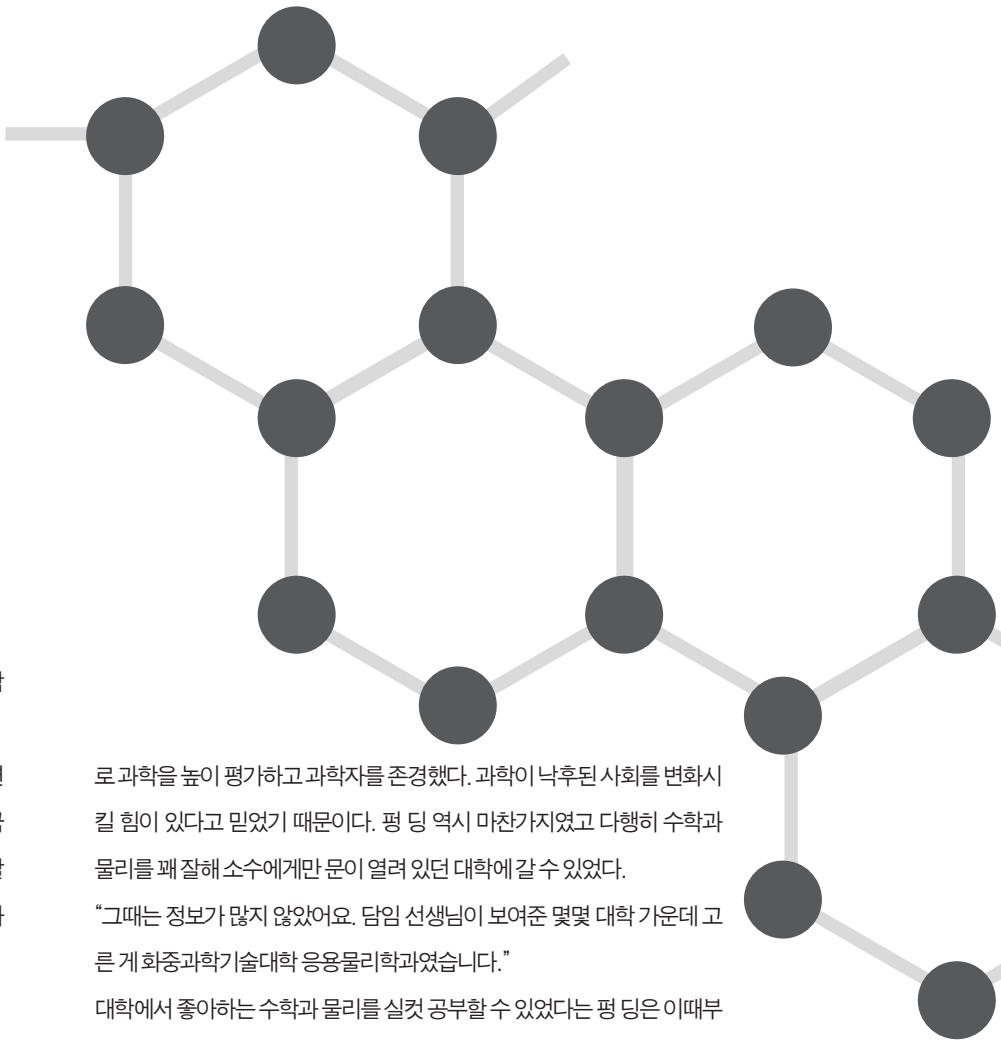 로 과학을 높이 평가하고 과학자를 존경했다. 과학이 낙후된 사회를 변화시
킬 힘이 있다고 믿었기 때문이다. 펑 딩 역시 마찬가지였고 다행히 수학과
물리를 꽤 잘해 소수에게만 문이 열려 있던 대학에 갈 수 있었다.
“그때는 정보가 많지 않았어요. 담임 선생님이 보여준 몇몇 대학 가운데 고
른 게 화중과학기술대학 응용물리학과였습니다.”
대학에서 좋아하는 수학과 물리를 실컷 공부할 수 있었다는 펑 딩은 이때부